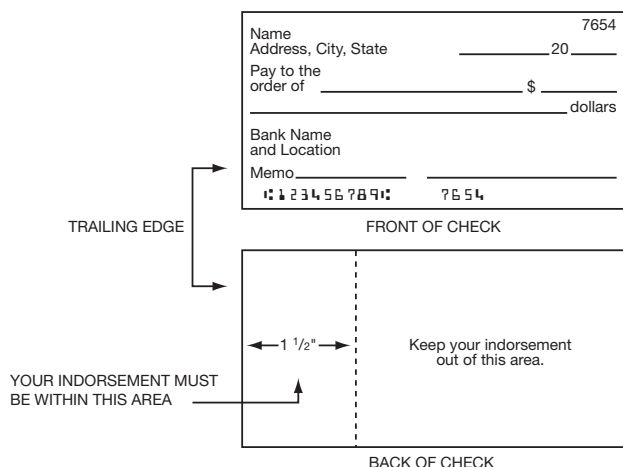 7654
Name
Address, City, State 20
Pay to the
order of $
dollars
Bank Name
and Location
Memo
⑆123456789⑆ 7654
FRONT OF CHECK
TRAILING EDGE
1 1/2"
Keep your indorsement
out of this area.
YOUR INDORSEMENT MUST
BE WITHIN THIS AREA
BACK OF CHECK